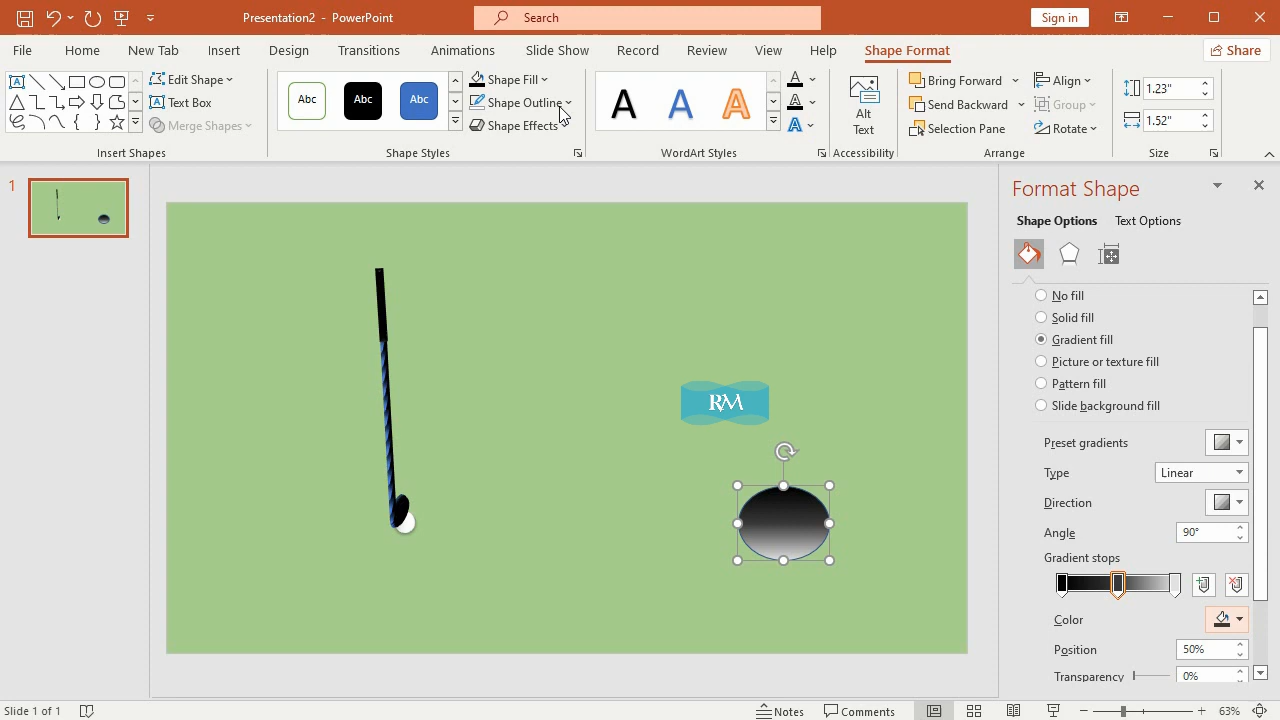 Presentation2 - PowerPoint
Search
Sign in
File Home New Tab Insert Design Transitions Animations Slide Show Record Review View Help Shape Format Share
Edit Shape
Text Box
Merge Shapes
Insert Shapes
Abc Abc Abc
Shape Fill
Shape Outline
Shape Effects
Shape Styles
A A A
WordArt Styles
Alt
Text
Accessibility
Bring Forward
Send Backward
Selection Pane
Align
Group
Rotate
Arrange
1.23"
1.52"
Size
1
RM
Format Shape
Shape Options Text Options
No fill
Solid fill
Gradient fill
Picture or texture fill
Pattern fill
Slide background fill
Preset gradients
Type Linear
Direction
Angle 90°
Gradient stops
Color
Position 50%
Transparency 0%
Slide 1 of 1
Notes
Comments
63%